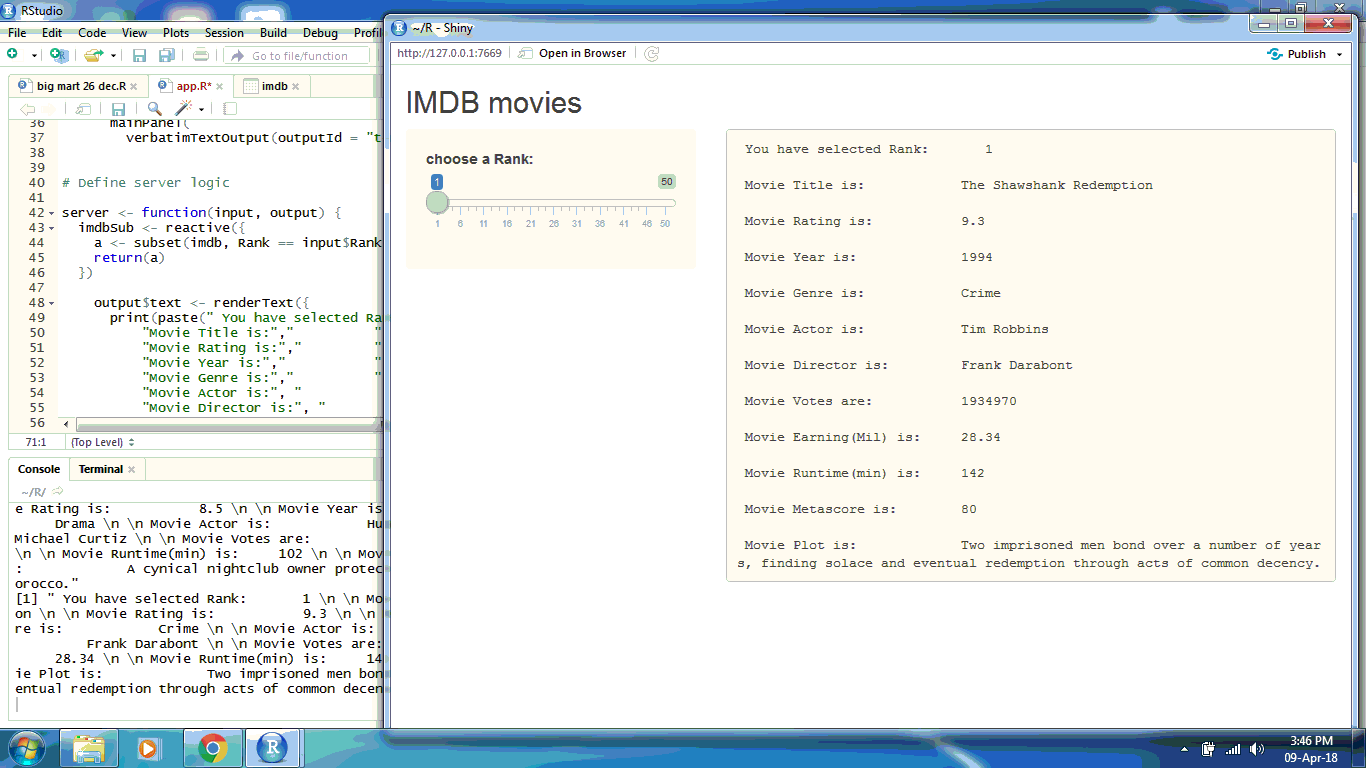 RStudio
File Edit Code View Plots Session Build Debug Profil
Go to file/function
big mart 26 dec.R
app.R*
imdb
36 mainPanel(
37 verbatimTextOutput(outputId = "t
38
39
40 # Define server logic
41
42 server <- function(input, output) {
43 imdbSub <- reactive({
44 a <- subset(imdb, Rank == input$Rank
45 return(a)
46 })
47
48 output$text <- renderText({
49 print(paste(" You have selected Ra
50 "Movie Title is:"," "
51 "Movie Rating is:"," "
52 "Movie Year is:"," "
53 "Movie Genre is:"," "
54 "Movie Actor is:", "
55 "Movie Director is:", "
56
71:1 (Top Level)
Console Terminal
~/R/
e Rating is: 8.5 \n \n Movie Year is
Drama \n \n Movie Actor is: Hu
Michael Curtiz \n \n Movie Votes are:
\n \n Movie Runtime(min) is: 102 \n \n Mov
: A cynical nightclub owner protec
orocco."
[1] " You have selected Rank: 1 \n \n Mo
on \n \n Movie Rating is: 9.3 \n \n
re is: Crime \n \n Movie Actor is:
Frank Darabont \n \n Movie Votes are:
28.34 \n \n Movie Runtime(min) is: 14
ie Plot is: Two imprisoned men bon
entual redemption through acts of common decen
~/R - Shiny
http://127.0.0.1:7669 Open in Browser Publish
IMDB movies
choose a Rank:
1 50
1 6 11 16 21 26 31 36 41 46 50
You have selected Rank: 1
Movie Title is: The Shawshank Redemption
Movie Rating is: 9.3
Movie Year is: 1994
Movie Genre is: Crime
Movie Actor is: Tim Robbins
Movie Director is: Frank Darabont
Movie Votes are: 1934970
Movie Earning(Mil) is: 28.34
Movie Runtime(min) is: 142
Movie Metascore is: 80
Movie Plot is: Two imprisoned men bond over a number of year
s, finding solace and eventual redemption through acts of common decency.
3:46 PM
09-Apr-18